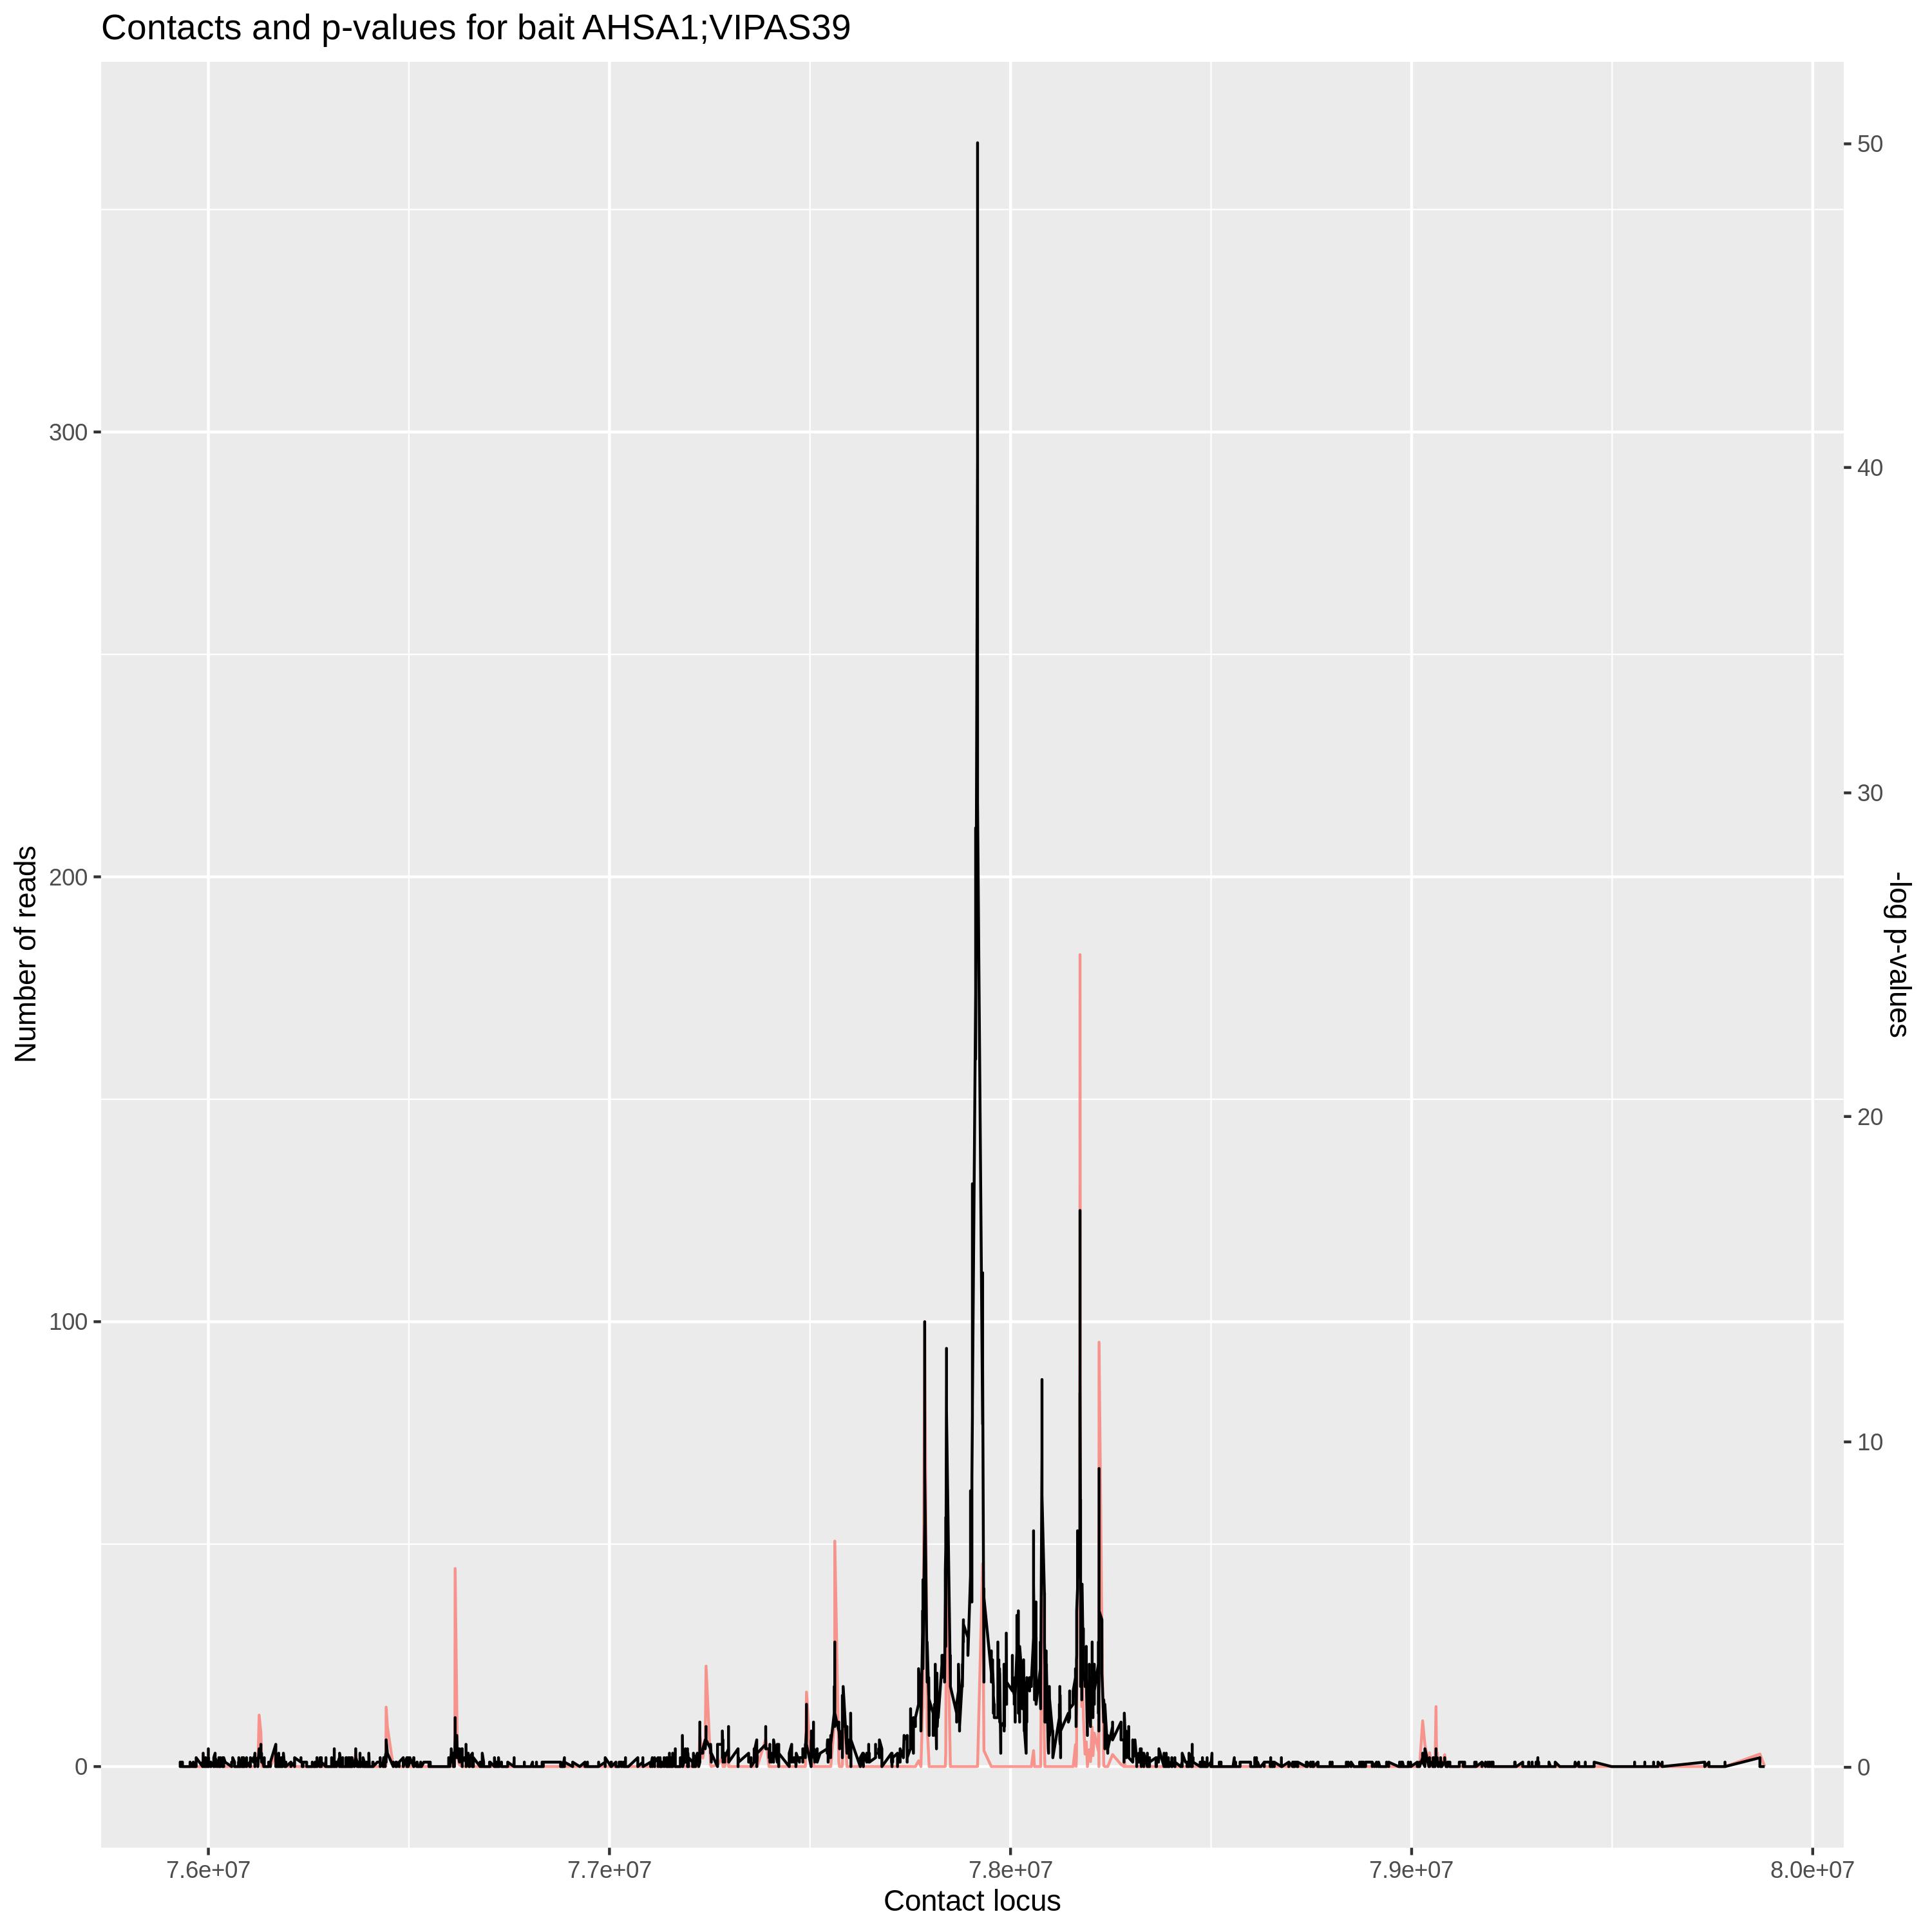 Contacts and p-values for bait AHSA1;VIPAS39
Number of reads
300
200
100
0
50
40
30
20
10
0
-log p-values
7.6e+07
7.7e+07
7.8e+07
7.9e+07
8.0e+07
Contact locus